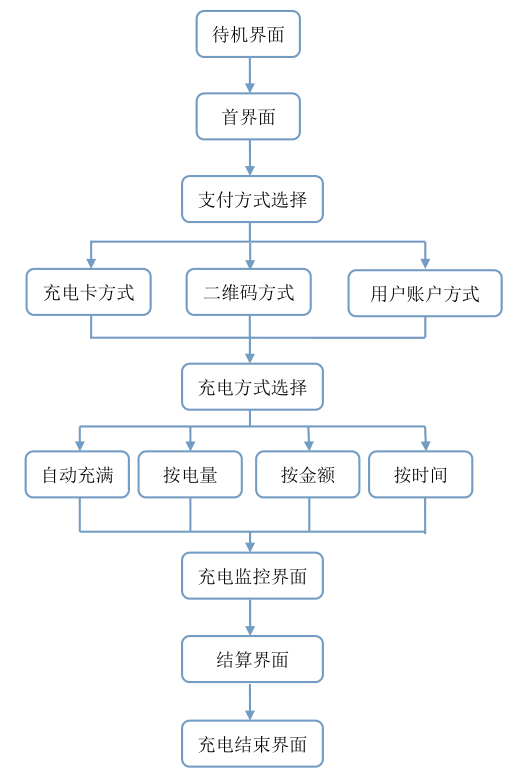 待机界面
首界面
支付方式选择
充电卡方式
二维码方式
用户账户方式
充电方式选择
自动充满
按电量
按金额
按时间
充电监控界面
结算界面
充电结束界面